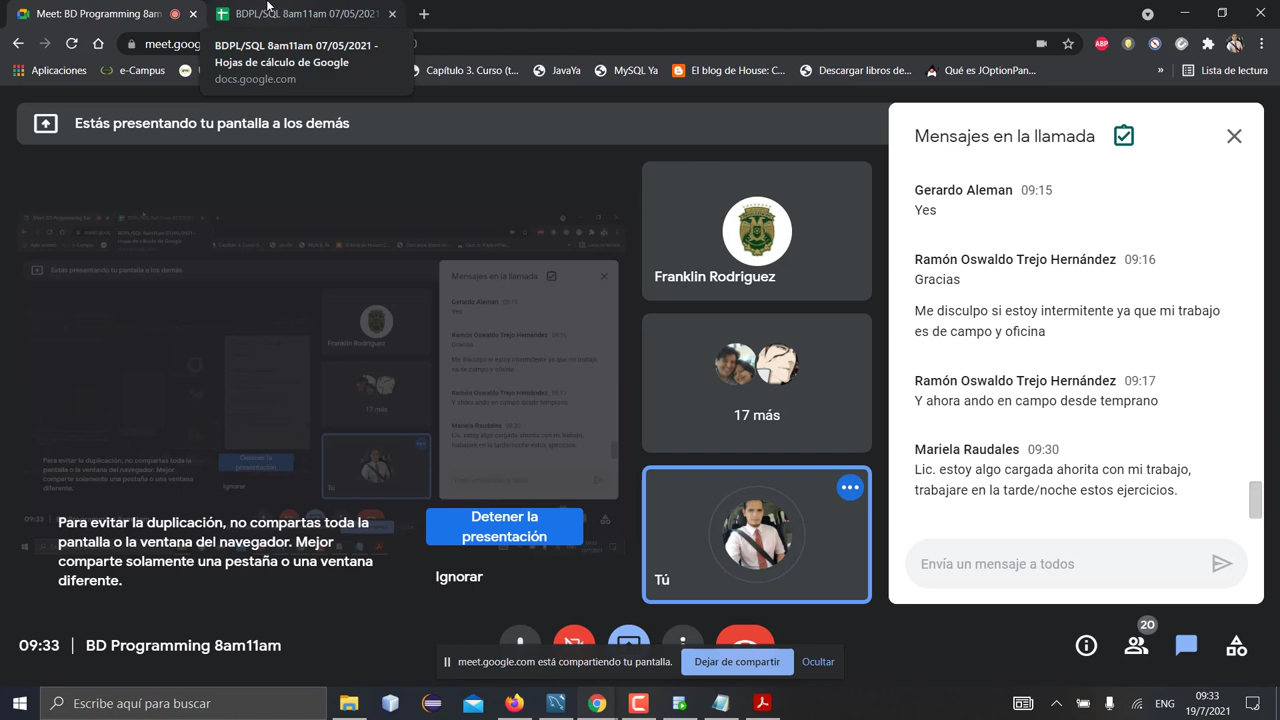 Meet: BD Programming 8a
BDPL/SQL 8am11am 07/05/2021
meet.goog
BDPL/SQL 8am11am 07/05/2021 -
Hojas de cálculo de Google
docs.google.com
ABP
Aplicaciones
e-Campus
Capítulo 3. Curso (t...
JavaYa
MySQL Ya
El blog de House: C...
Descargar libros de...
Qué es JOptionPan...
»
Lista de lectura
Estás presentando tu pantalla a los demás
Franklin Rodriguez
17 más
Tú
Mensajes en la llamada
Gerardo Aleman 09:15
Yes
Ramón Oswaldo Trejo Hernández 09:16
Gracias
Me disculpo si estoy intermitente ya que mi trabajo
es de campo y oficina
Ramón Oswaldo Trejo Hernández 09:17
Y ahora ando en campo desde temprano
Mariela Raudales 09:30
Lic. estoy algo cargada ahorita con mi trabajo,
trabajare en la tarde/noche estos ejercicios.
Envía un mensaje a todos
Para evitar la duplicación, no compartas toda la
pantalla o la ventana del navegador. Mejor
comparte solamente una pestaña o una ventana
diferente.
Detener la
presentación
Ignorar
09:33 | BD Programming 8am11am
20
meet.google.com está compartiendo tu pantalla.
Dejar de compartir
Ocultar
Escribe aquí para buscar
ENG
09:33
19/7/2021